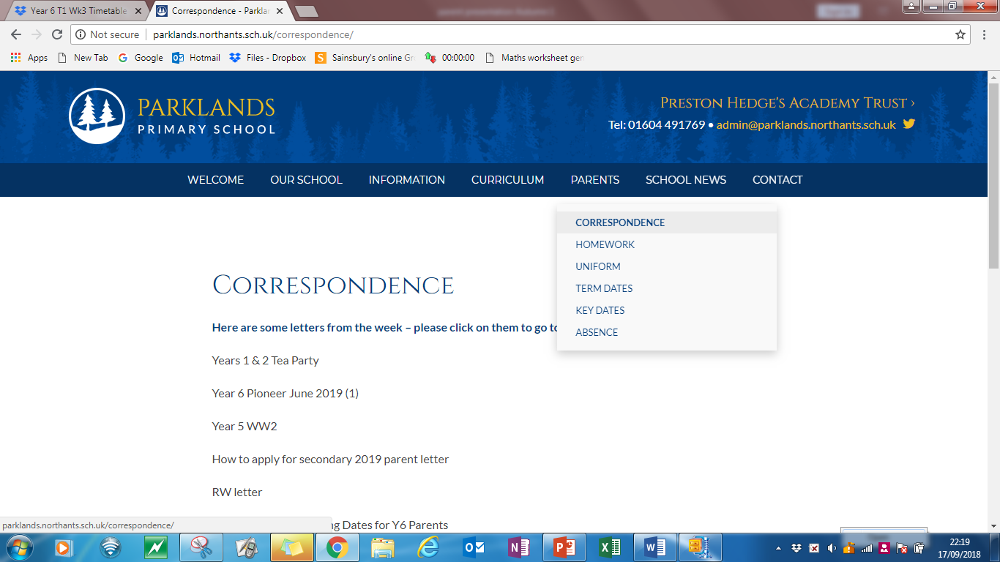 Year 6 T1 Wk3 Timetable
Correspondence - Parklan
Not secure
parklands.northants.sch.uk/correspondence/
Apps
New Tab
Google
Hotmail
Files - Dropbox
Sainsbury's online Gr
00:00:00
Maths worksheet gen
PARKLANDS
PRIMARY SCHOOL
PRESTON HEDGE'S ACADEMY TRUST ›
Tel: 01604 491769 • admin@parklands.northants.sch.uk
WELCOME
OUR SCHOOL
INFORMATION
CURRICULUM
PARENTS
SCHOOL NEWS
CONTACT
CORRESPONDENCE
HOMEWORK
UNIFORM
TERM DATES
KEY DATES
ABSENCE
CORRESPONDENCE
Here are some letters from the week – please click on them to go to
Years 1 & 2 Tea Party
Year 6 Pioneer June 2019 (1)
Year 5 WW2
How to apply for secondary 2019 parent letter
RW letter
ng Dates for Y6 Parents
parklands.northants.sch.uk/correspondence/
22:19
17/09/2018